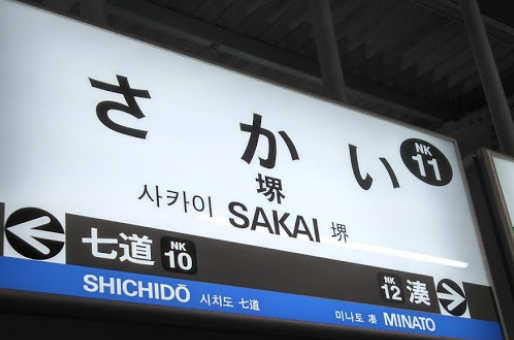 さかい
NK
11
堺
사카이 SAKAI 堺
七道 NK 10
NK 12 湊
SHICHIDŌ 시치도 七道
미나토 湊 MINATO